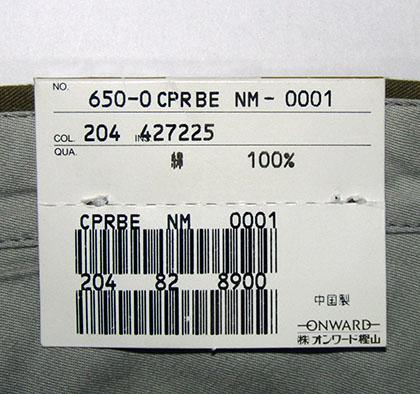 NO.
650-0 CPRBE NM-0001
COL. 204 INS. 427225
QUA.
綿 100%
CPRBE NM 0001
204 82 8900
中国製
ONWARD
㈱オンワード樫山